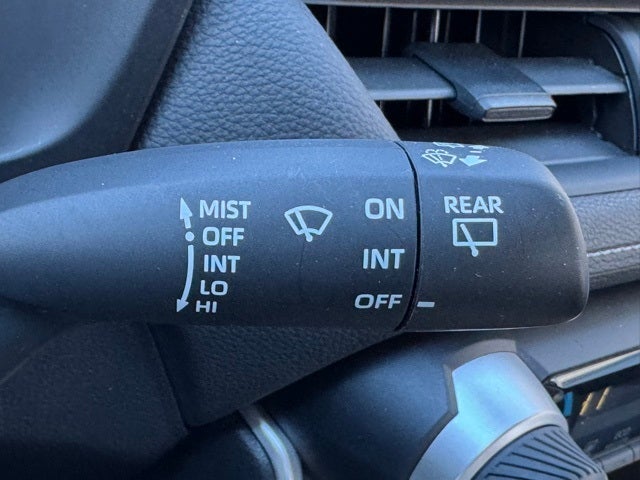 MIST
OFF
INT
LO
HI
ON
INT
OFF
REAR